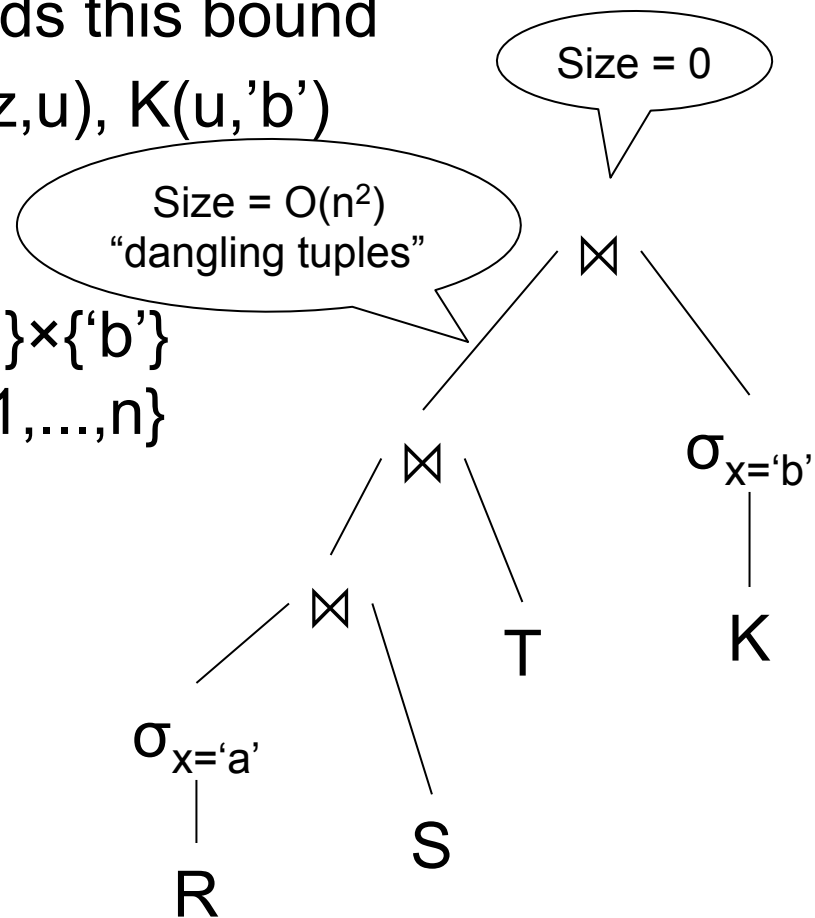 ds this bound
Size = 0
z,u), K(u,’b’)
Size = O(n²)
“dangling tuples”
⋈
}×{‘b’}
1,...,n}
⋈
σx=‘b’
⋈
T
K
σx=‘a’
S
R